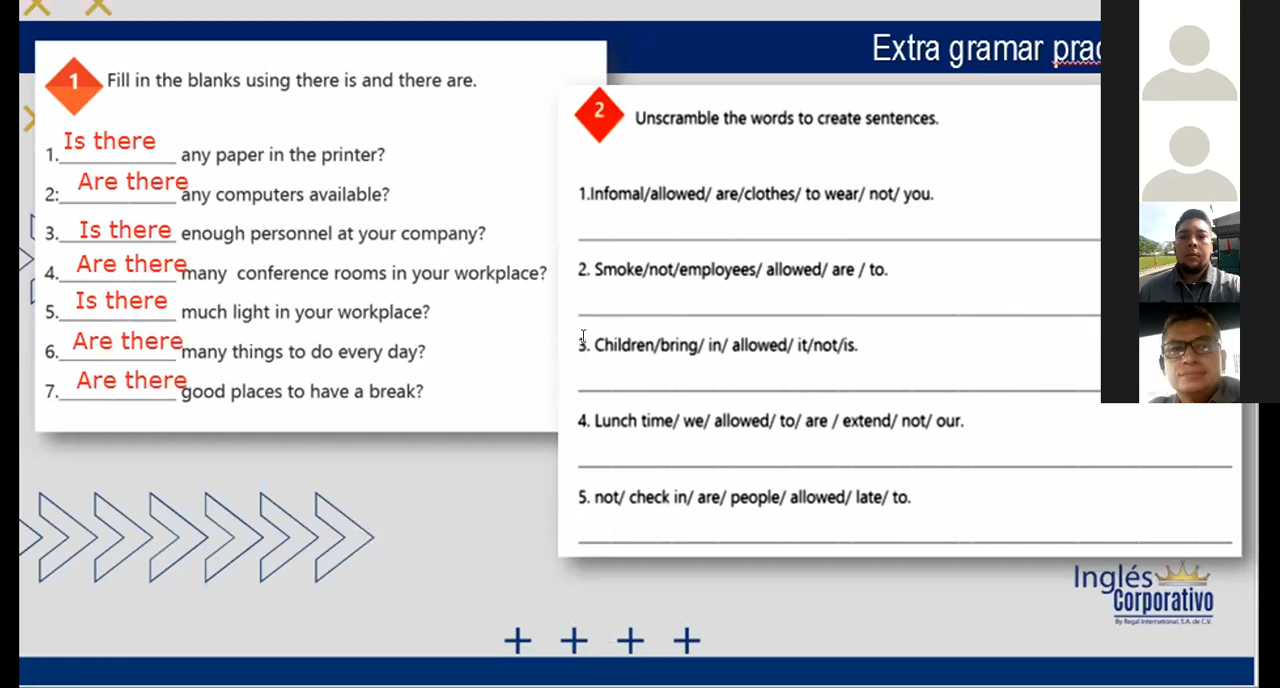 Extra gramar prac
1 Fill in the blanks using there is and there are.
1. Is there any paper in the printer?
2: Are there any computers available?
3. Is there enough personnel at your company?
4. Are there many conference rooms in your workplace?
5. Is there much light in your workplace?
6. Are there many things to do every day?
7. Are there good places to have a break?
2 Unscramble the words to create sentences.
1.Infomal/allowed/ are/clothes/ to wear/ not/ you.
2. Smoke/not/employees/ allowed/ are / to.
3. Children/bring/ in/ allowed/ it/not/is.
4. Lunch time/ we/ allowed/ to/ are / extend/ not/ our.
5. not/ check in/ are/ people/ allowed/ late/ to.
Inglés
Corporativo
By Regal International, S.A. de C.V.